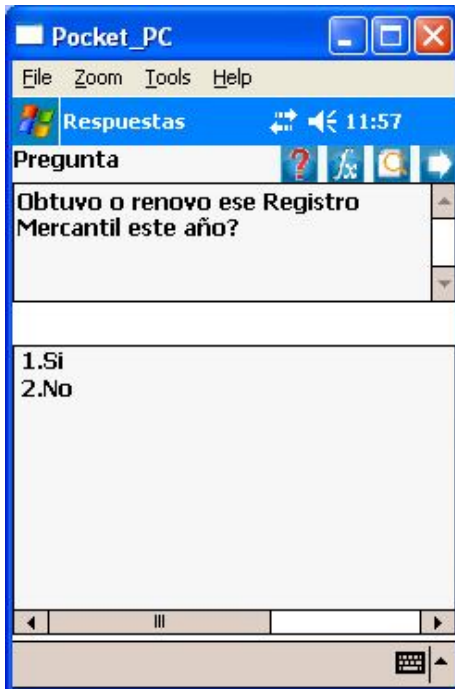 Pocket_PC
File Zoom Tools Help
Respuestas 11:57
Pregunta ? fx
Obtuvo o renovo ese Registro
Mercantil este año?
1.Si
2.No